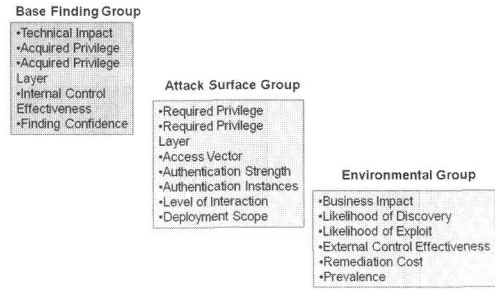 Base Finding Group
•Technical Impact
•Acquired Privilege
•Acquired Privilege
Layer
•Internal Control
Effectiveness
•Finding Confidence
Attack Surface Group
•Required Privilege
•Required Privilege
Layer
•Access Vector
•Authentication Strength
•Authentication Instances
•Level of Interaction
•Deployment Scope
Environmental Group
•Business Impact
•Likelihood of Discovery
•Likelihood of Exploit
•External Control Effectiveness
•Remediation Cost
•Prevalence